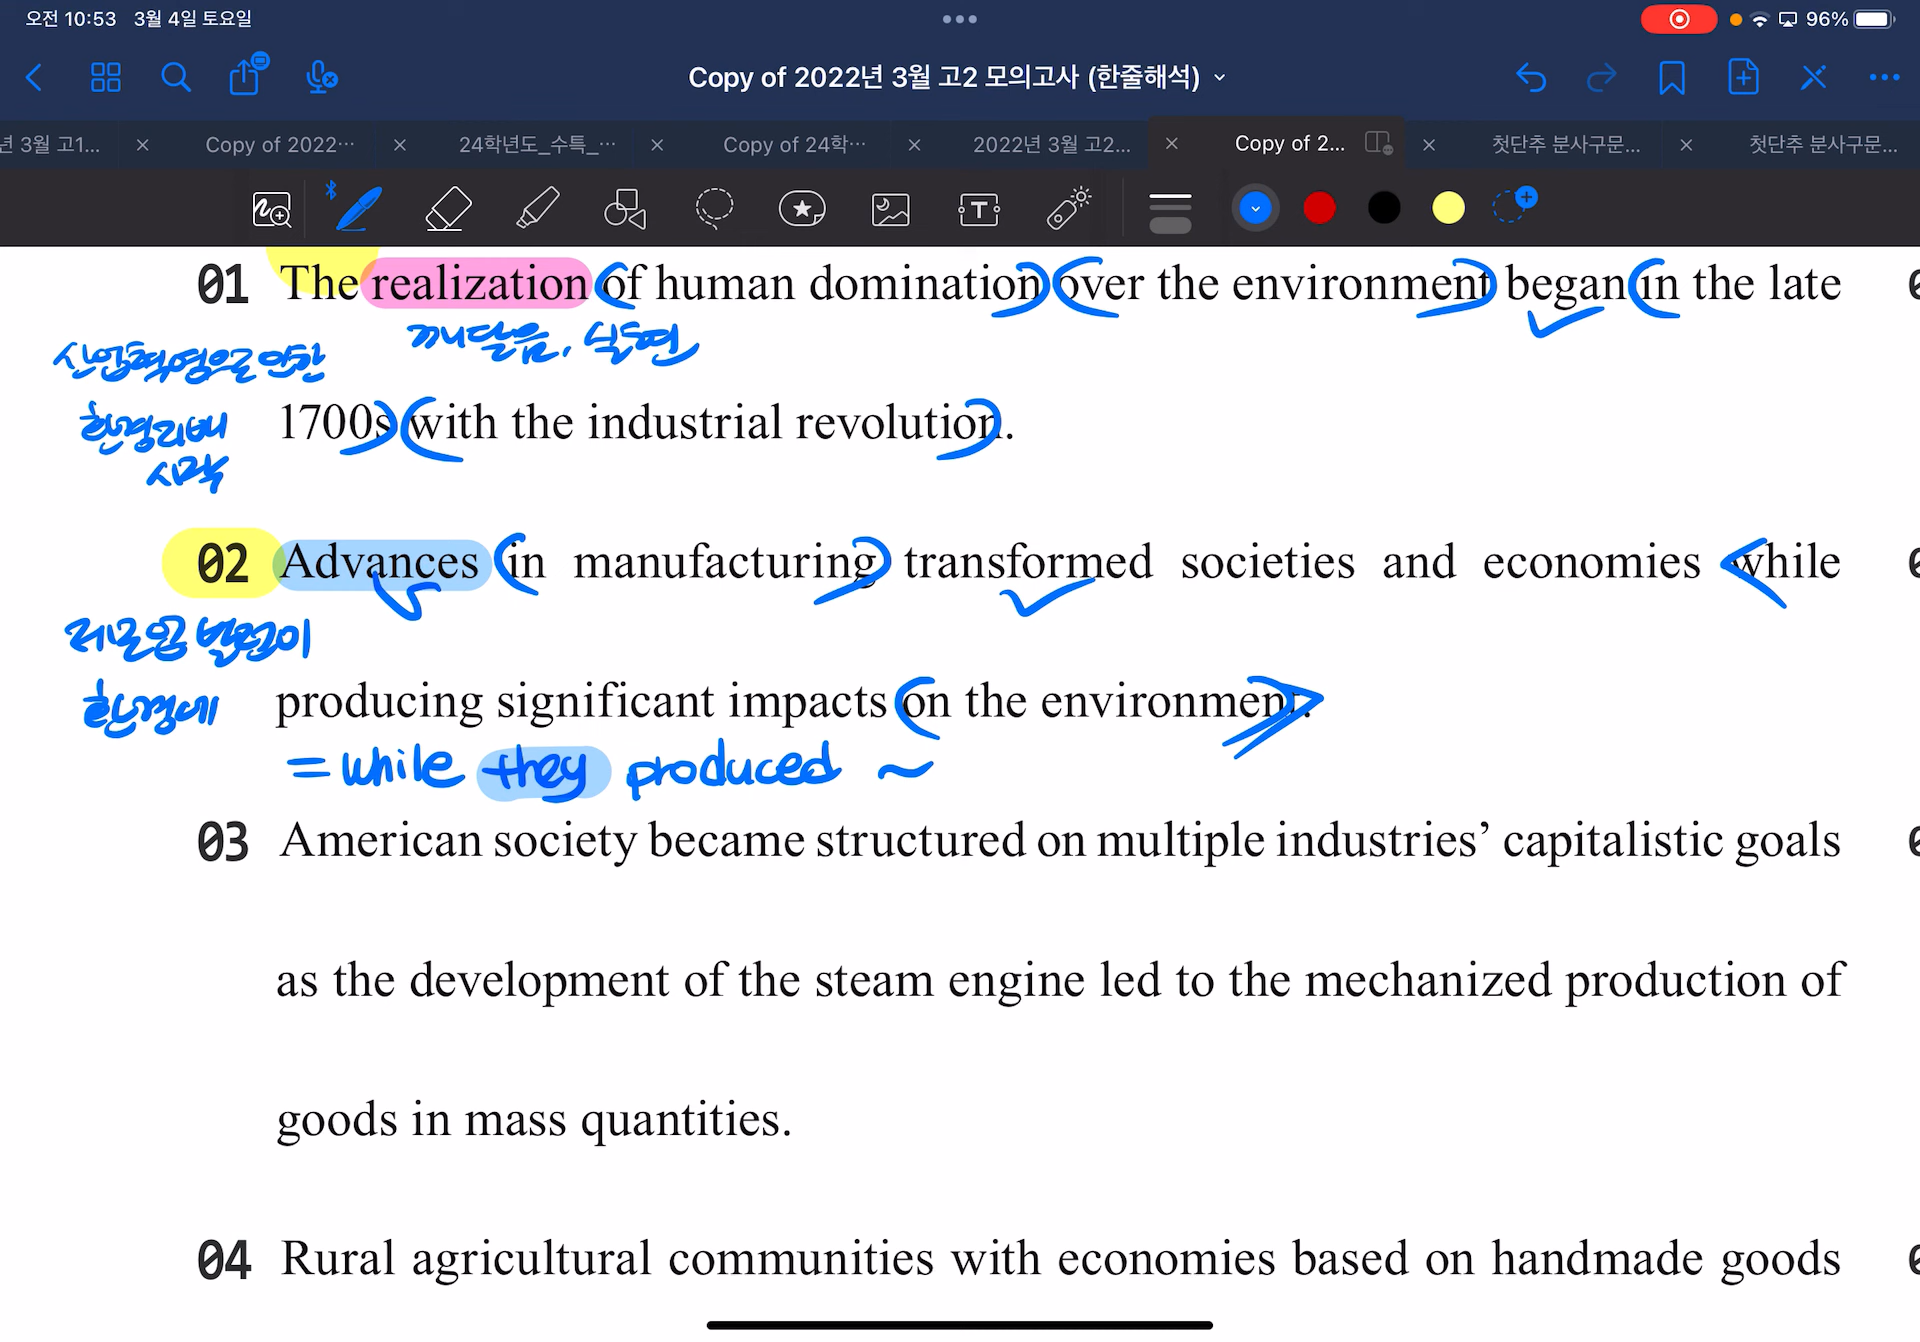 오전 10:53 3월 4일 토요일
96%
Copy of 2022년 3월 고2 모의고사 (한줄해석)
년 3월 고1...
Copy of 2022...
24학년도_수특_...
Copy of 24학...
2022년 3월 고2...
Copy of 2...
첫단추 분사구문...
첫단추 분사구문...
01 The realization of human domination over the environment began in the late
깨달음, 실현
산업혁명으로 인한
1700s with the industrial revolution.
환경지배
시작
02 Advances in manufacturing transformed societies and economies while
제조업 발전이
producing significant impacts on the environment.
환경에
= while they produced ~
03 American society became structured on multiple industries’ capitalistic goals
as the development of the steam engine led to the mechanized production of
goods in mass quantities.
04 Rural agricultural communities with economies based on handmade goods